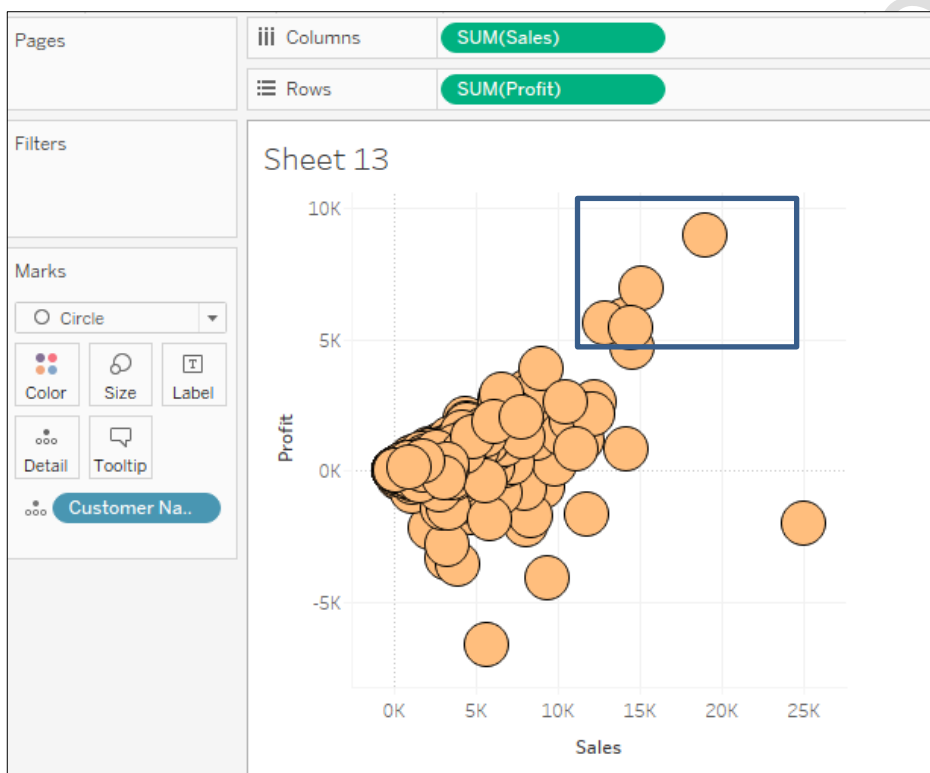 Pages
Columns
SUM(Sales)
Rows
SUM(Profit)
Filters
Sheet 13
Marks
Circle
Color
Size
T
Label
Detail
Tooltip
Customer Na..
10K
5K
0K
-5K
Profit
0K
5K
10K
15K
20K
25K
Sales